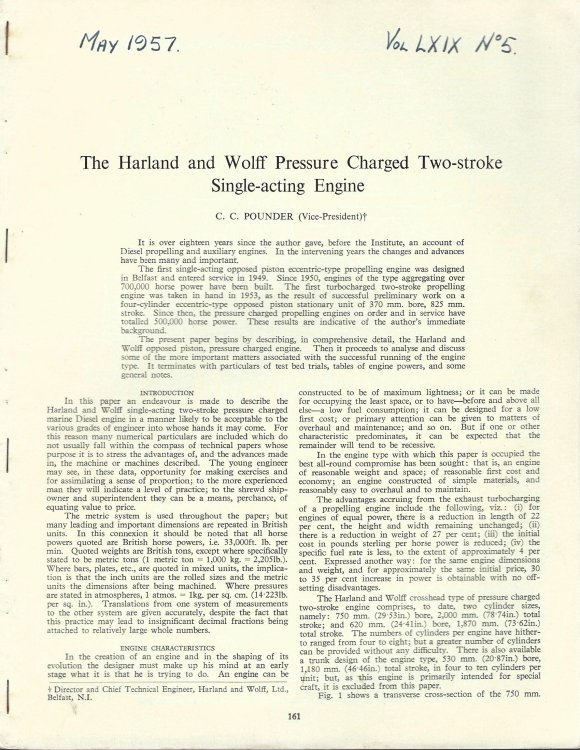 MAY 1957.
VOL LXIX Nº5.
The Harland and Wolff Pressure Charged Two-stroke
Single-acting Engine
C. C. POUNDER (Vice-President)†
It is over eighteen years since the author gave, before the Institute, an account of
Diesel propelling and auxiliary engines. In the intervening years the changes and advances
have been many and important.
The first single-acting opposed piston eccentric-type propelling engine was designed
in Belfast and entered service in 1949. Since 1950, engines of the type aggregating over
700,000 horse power have been built. The first turbocharged two-stroke propelling
engine was taken in hand in 1953, as the result of successful preliminary work on a
four-cylinder eccentric-type opposed piston stationary unit of 370 mm. bore, 825 mm.
stroke. Since then, the pressure charged propelling engines on order and in service have
totalled 500,000 horse power. These results are indicative of the author's immediate
background.
The present paper begins by describing, in comprehensive detail, the Harland and
Wolff opposed piston, pressure charged engine. Then it proceeds to analyse and discuss
some of the more important matters associated with the successful running of the engine
type. It terminates with particulars of test bed trials, tables of engine powers, and some
general notes.
INTRODUCTION
In this paper an endeavour is made to describe the
Harland and Wolff single-acting two-stroke pressure charged
marine Diesel engine in a manner likely to be acceptable to the
various grades of engineer into whose hands it may come. For
this reason many numerical particulars are included which do
not usually fall within the compass of technical papers whose
purpose it is to stress the advantages of, and the advances made
in, the machine or machines described. The young engineer
may see, in these data, opportunity for making exercises and
for assimilating a sense of proportion; to the more experienced
man they will indicate a level of practice; to the shrewd ship-
owner and superintendent they can be a means, perchance, of
equating value to price.
The metric system is used throughout the paper; but
many leading and important dimensions are repeated in British
units. In this connexion it should be noted that all horse
powers quoted are British horse powers, i.e. 33,000ft. lb. per
min. Quoted weights are British tons, except where specifically
stated to be metric tons (1 metric ton = 1,000 kg. = 2,205lb.).
Where bars, plates, etc., are quoted in mixed units, the implica-
tion is that the inch units are the rolled sizes and the metric
units the dimensions after being machined. Where pressures
are stated in atmospheres, 1 atmos. = 1kg. per sq. cm. (14·223lb.
per sq. in.) Translations from one system of measurements
to the other system are given accurately, despite the fact that
this practice may lead to insignificant decimal fractions being
attached to relatively large whole numbers.
ENGINE CHARACTERISTICS
In the creation of an engine and in the shaping of its
evolution the designer must make up his mind at an early
stage what it is that he is trying to do. An engine can be
† Director and Chief Technical Engineer, Harland and Wolff, Ltd.,
Belfast, N.I.
constructed to be of maximum lightness; or it can be made
for occupying the least space, or to have—before and above all
else—a low fuel consumption; it can be designed for a low
first cost; or primary attention can be given to matters of
overhaul and maintenance; and so on. But if one or other
characteristic predominates, it can be expected that the
remainder will tend to be recessive.
In the engine type with which this paper is occupied the
best all-round compromise has been sought: that is, an engine
of reasonable weight and space; of reasonable first cost and
economy; an engine constructed of simple materials, and
reasonably easy to overhaul and to maintain.
The advantages accruing from the exhaust turbocharging
of a propelling engine include the following, viz.: (i) for
engines of equal power, there is a reduction in length of 22
per cent, the height and width remaining unchanged; (ii)
there is a reduction in weight of 27 per cent; (iii) the initial
cost in pounds sterling per horse power is reduced; (iv) the
specific fuel rate is less, to the extent of approximately 4 per
cent. Expressed another way: for the same engine dimensions
and weight, and for approximately the same initial price, 30
to 35 per cent increase in power is obtainable with no off-
setting disadvantages.
The Harland and Wolff crosshead type of pressure charged
two-stroke engine comprises, to date, two cylinder sizes,
namely: 750 mm. (29·53in.) bore, 2,000 mm. (78·74in.) total
stroke; and 620 mm. (24·41in.) bore, 1,870 mm. (73·62in.)
total stroke. The numbers of cylinders per engine have hither-
to ranged from four to eight; but a greater number of cylinders
can be provided without any difficulty. There is also available
a trunk design of the engine type, 530 mm. (20·87in.) bore,
1,180 mm. (46·46in.) total stroke, in four to ten cylinders per
unit; but, as this engine is primarily intended for special
craft, it is excluded from this paper.
Fig. 1 shows a transverse cross-section of the 750 mm.
161